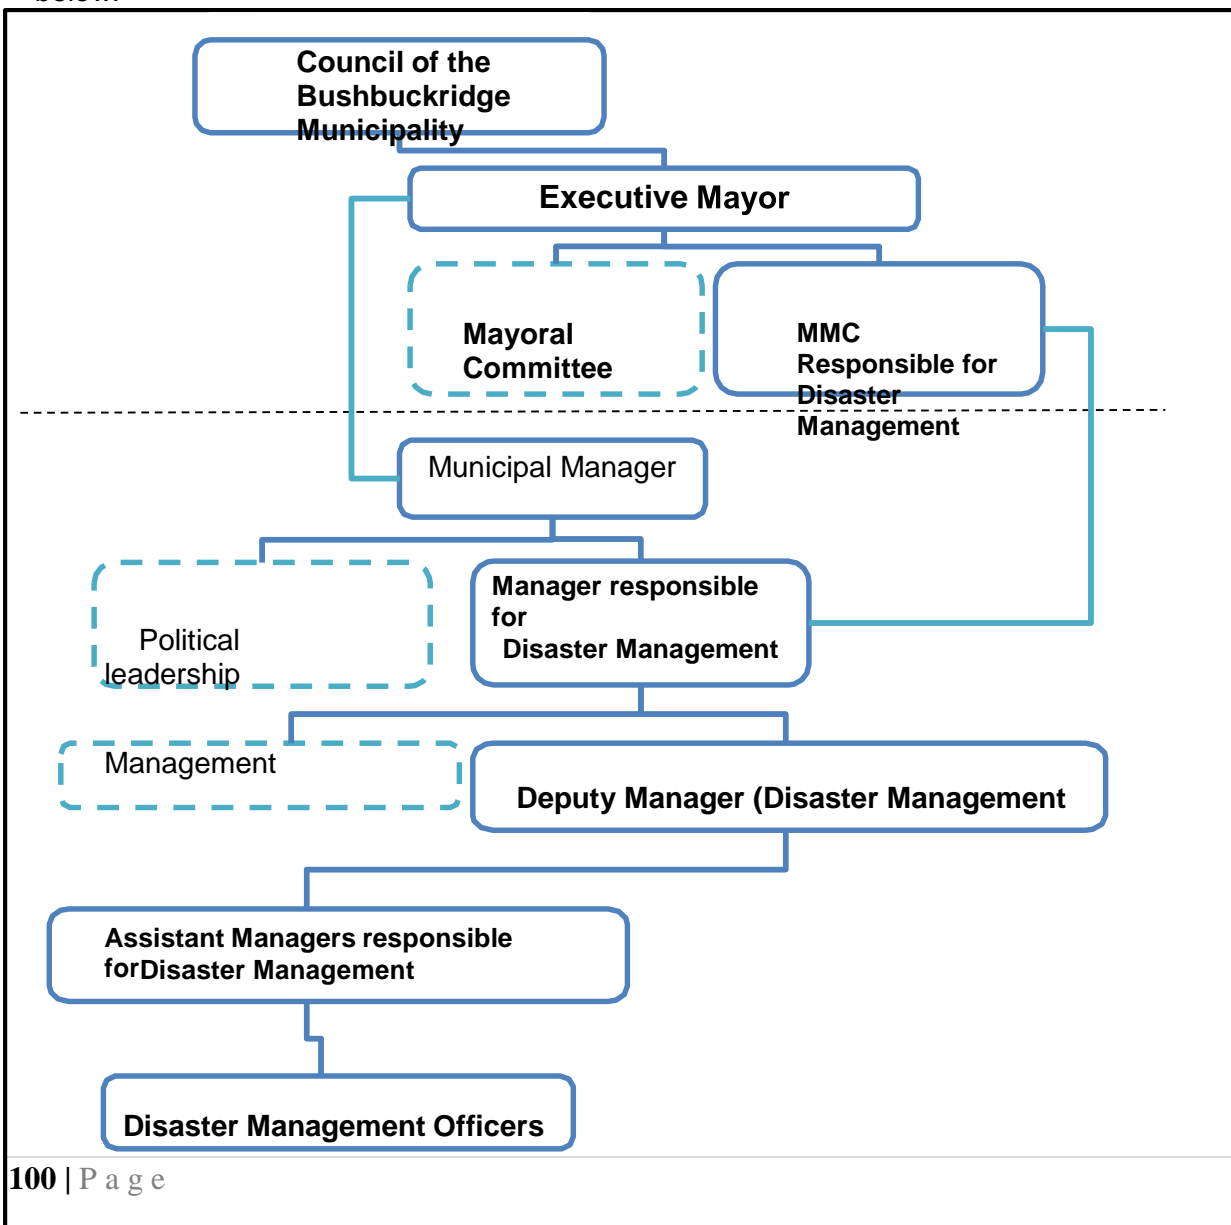 Council of the
Bushbuckridge
Municipality
Executive Mayor
Mayoral
Committee
MMC
Responsible for
Disaster
Management
Municipal Manager
Manager responsible
for
Disaster Management
Political
leadership
Management
Deputy Manager (Disaster Management
Assistant Managers responsible
forDisaster Management
Disaster Management Officers
100 | P a g e